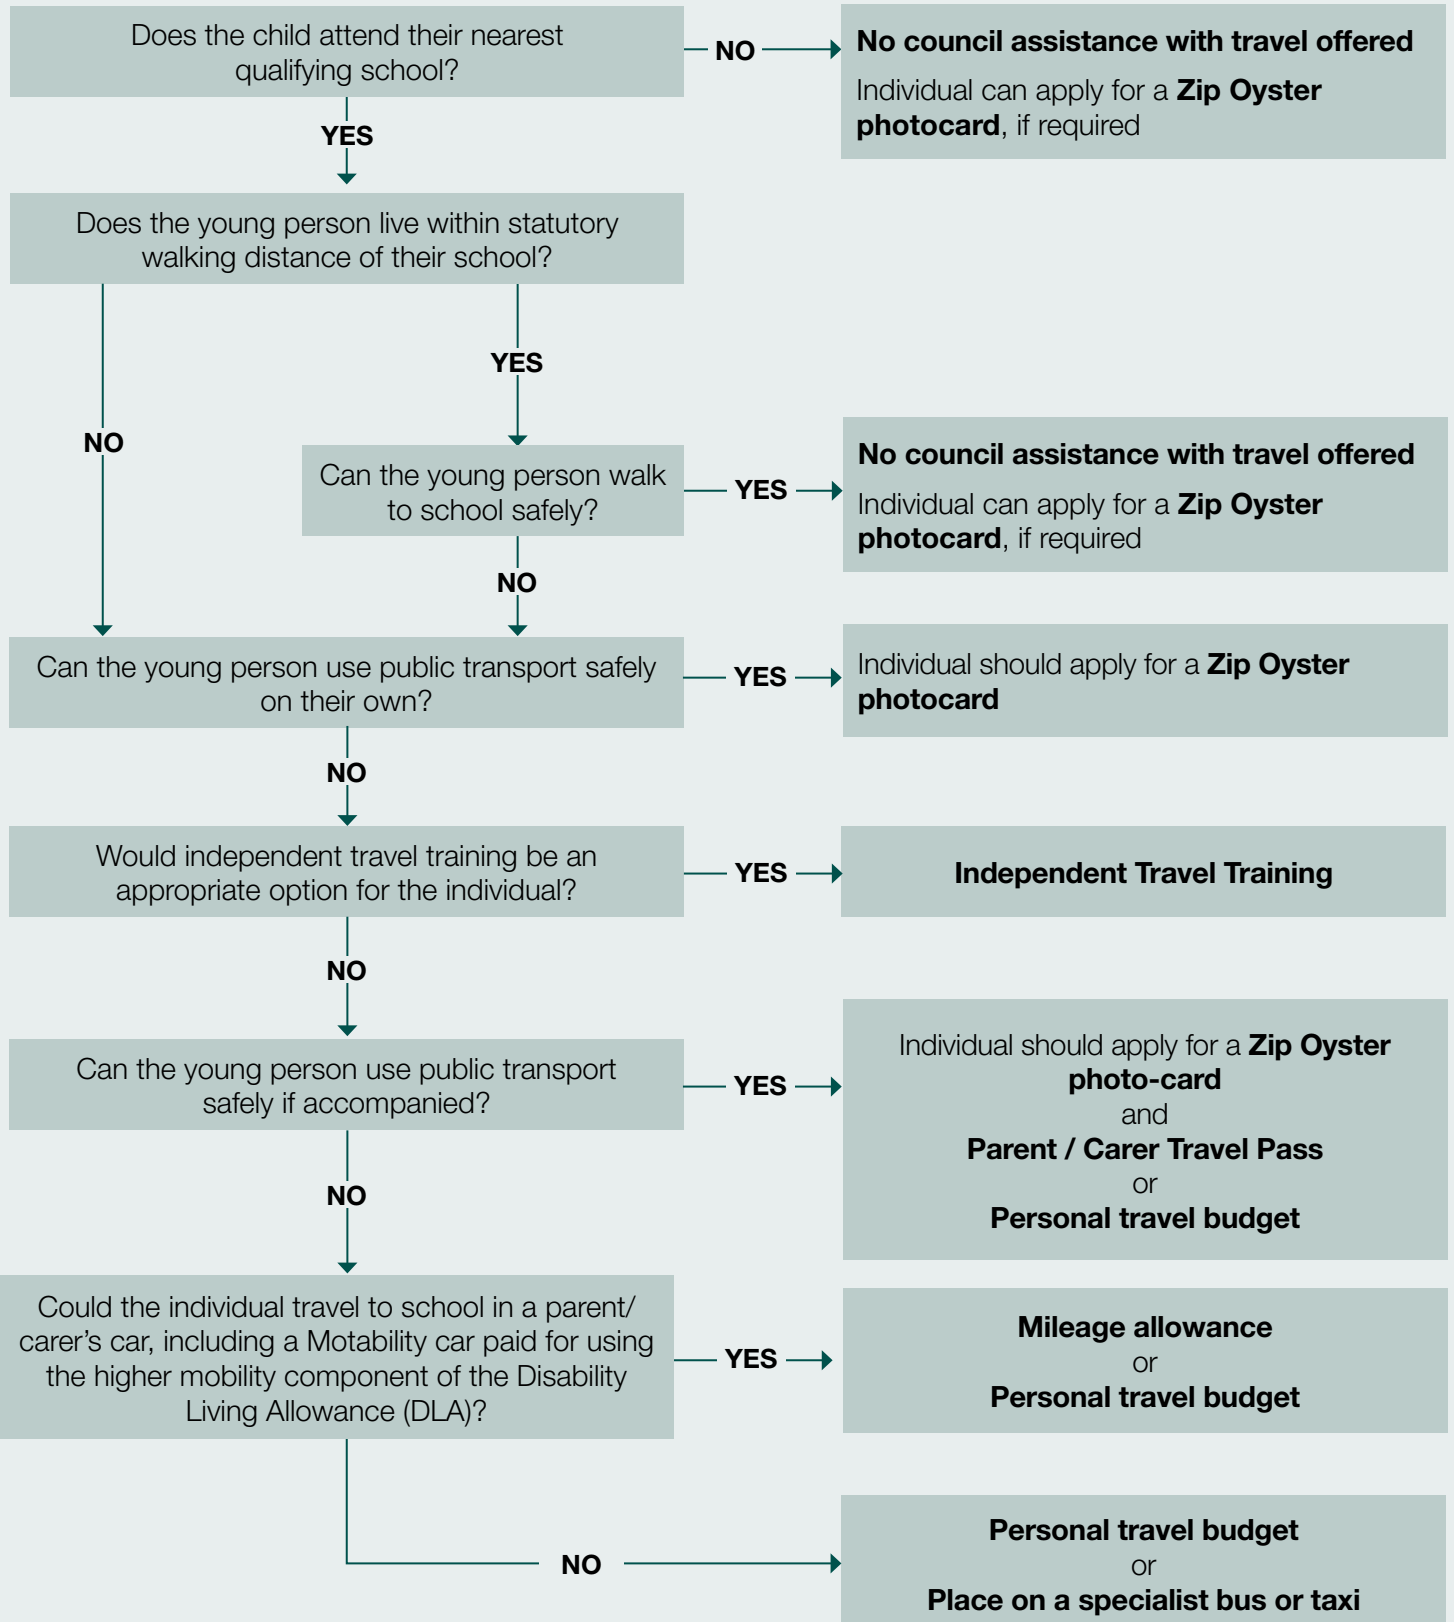 Does the child attend their nearest
qualifying school?
NO
No council assistance with travel offered
Individual can apply for a Zip Oyster
photocard, if required
YES
Does the young person live within statutory
walking distance of their school?
YES
NO
Can the young person walk
to school safely?
YES
No council assistance with travel offered
Individual can apply for a Zip Oyster
photocard, if required
NO
Can the young person use public transport safely
on their own?
YES
Individual should apply for a Zip Oyster
photocard
NO
Would independent travel training be an
appropriate option for the individual?
YES
Independent Travel Training
NO
Can the young person use public transport
safely if accompanied?
YES
Individual should apply for a Zip Oyster
photo-card
and
Parent / Carer Travel Pass
or
Personal travel budget
NO
Could the individual travel to school in a parent/
carer’s car, including a Motability car paid for using
the higher mobility component of the Disability
Living Allowance (DLA)?
YES
Mileage allowance
or
Personal travel budget
NO
Personal travel budget
or
Place on a specialist bus or taxi